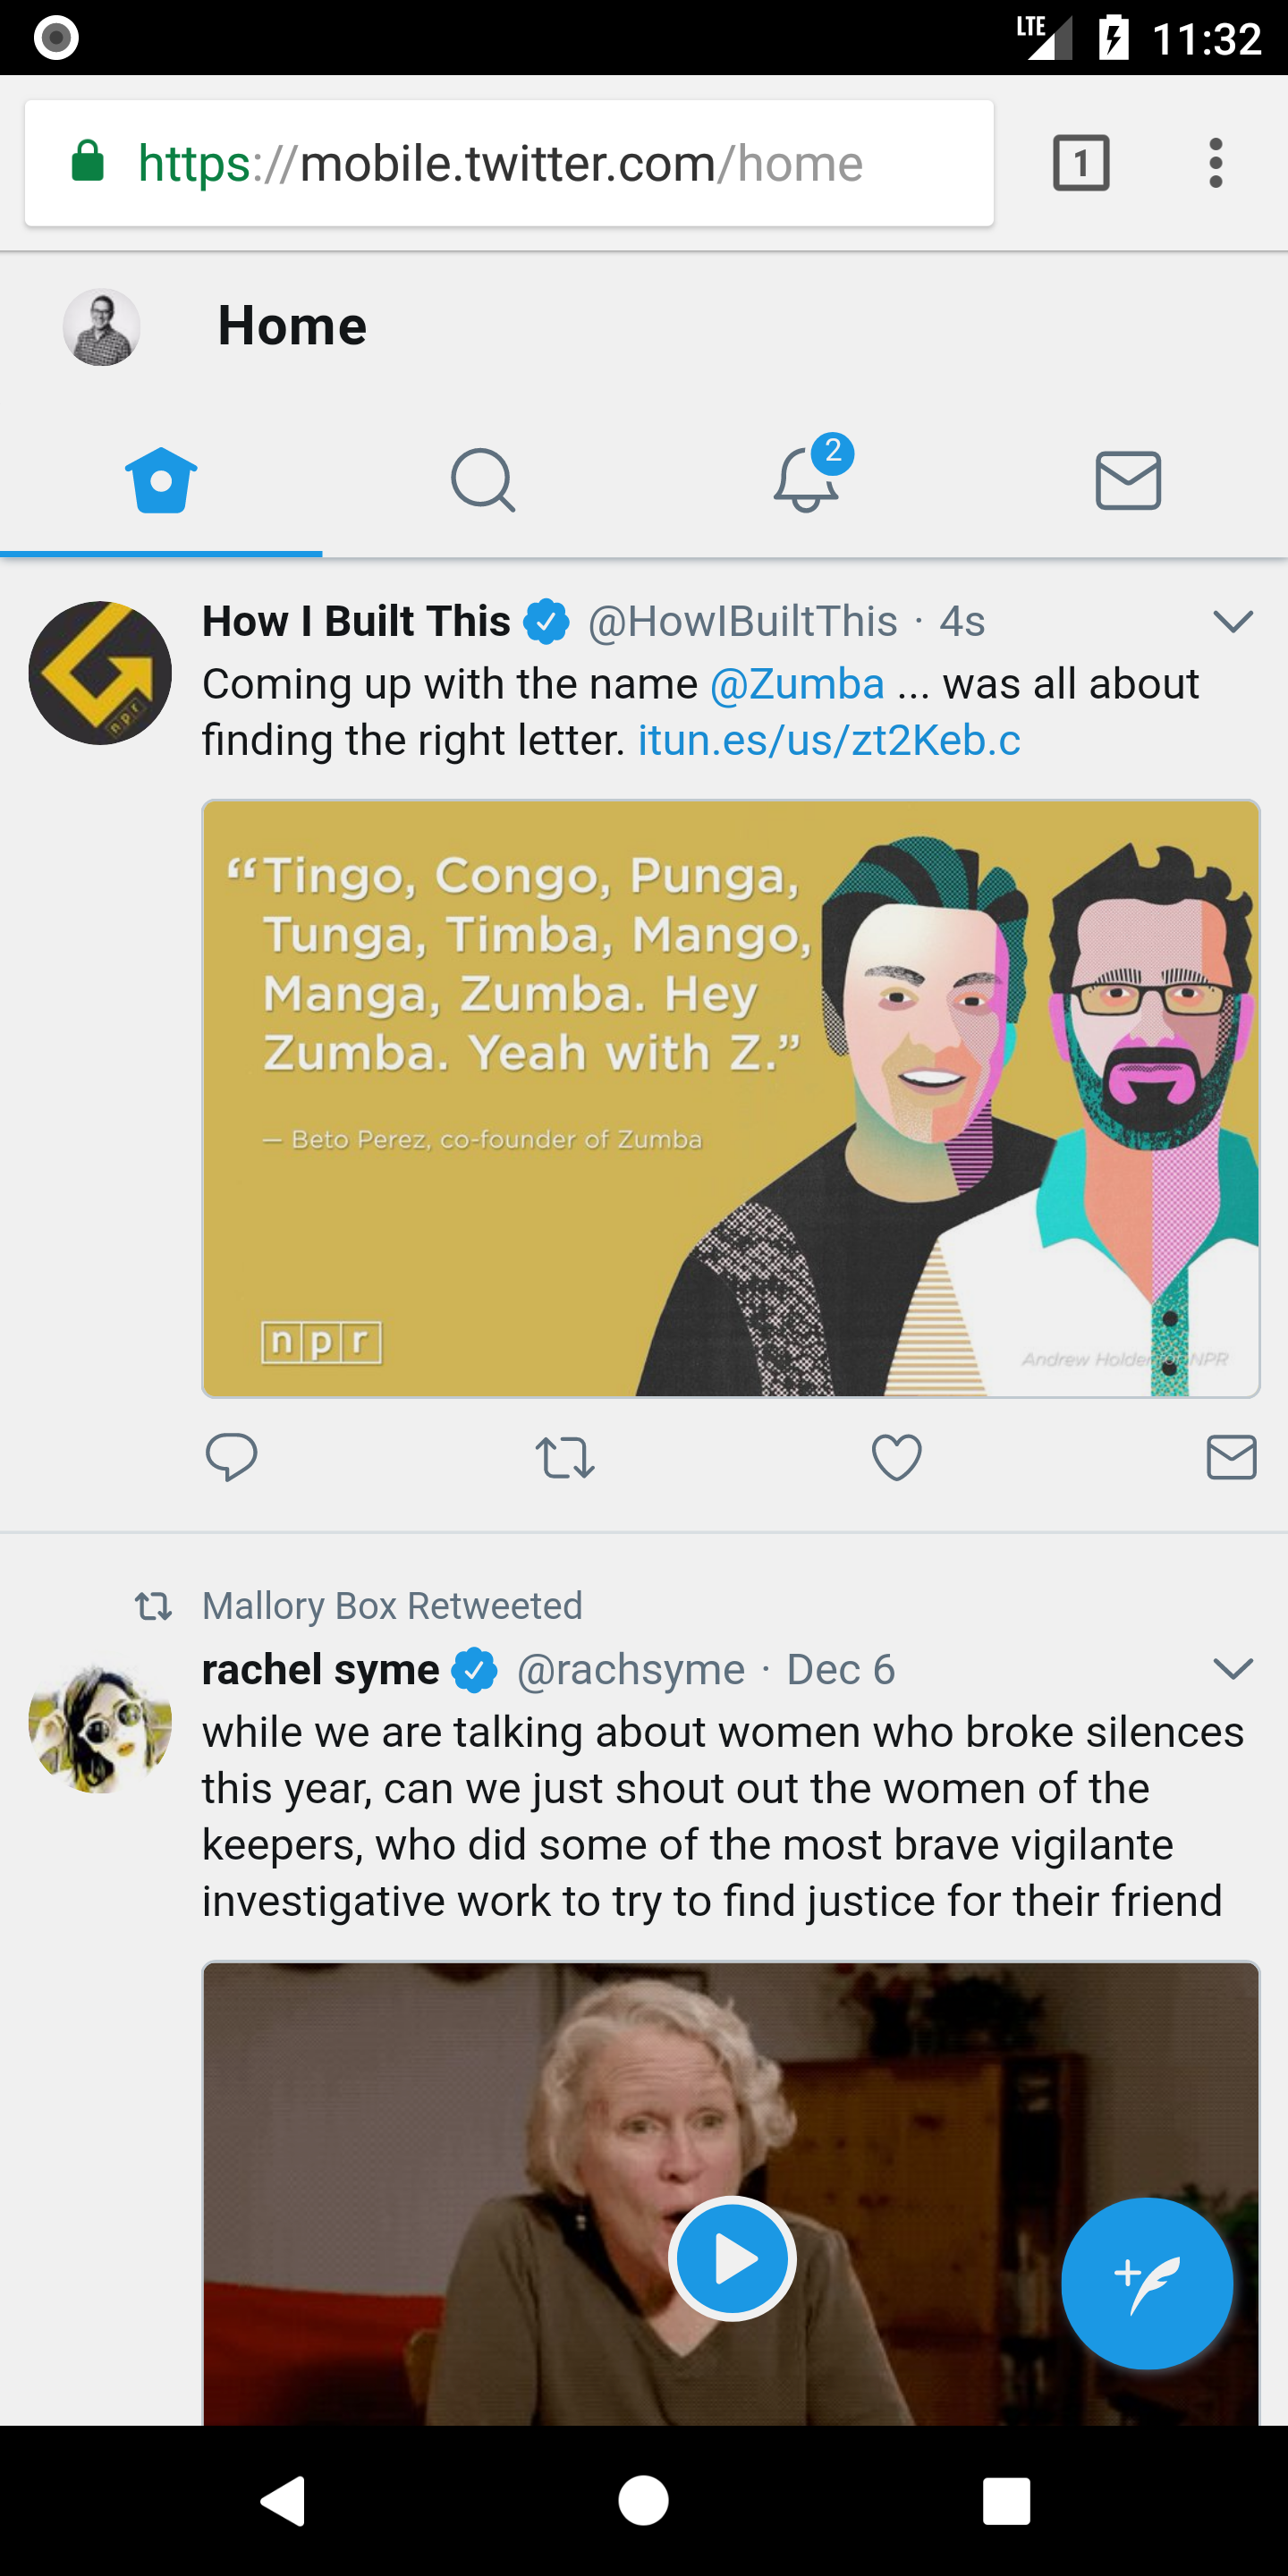 LTE 11:32
https://mobile.twitter.com/home 1
Home
2
How I Built This @HowIBuiltThis · 4s
Coming up with the name @Zumba ... was all about
finding the right letter. itun.es/us/zt2Keb.c
“Tingo, Congo, Punga,
Tunga, Timba, Mango,
Manga, Zumba. Hey
Zumba. Yeah with Z.”
— Beto Perez, co-founder of Zumba
npr
Andrew Holder NPR
Mallory Box Retweeted
rachel syme @rachsyme · Dec 6
while we are talking about women who broke silences
this year, can we just shout out the women of the
keepers, who did some of the most brave vigilante
investigative work to try to find justice for their friend